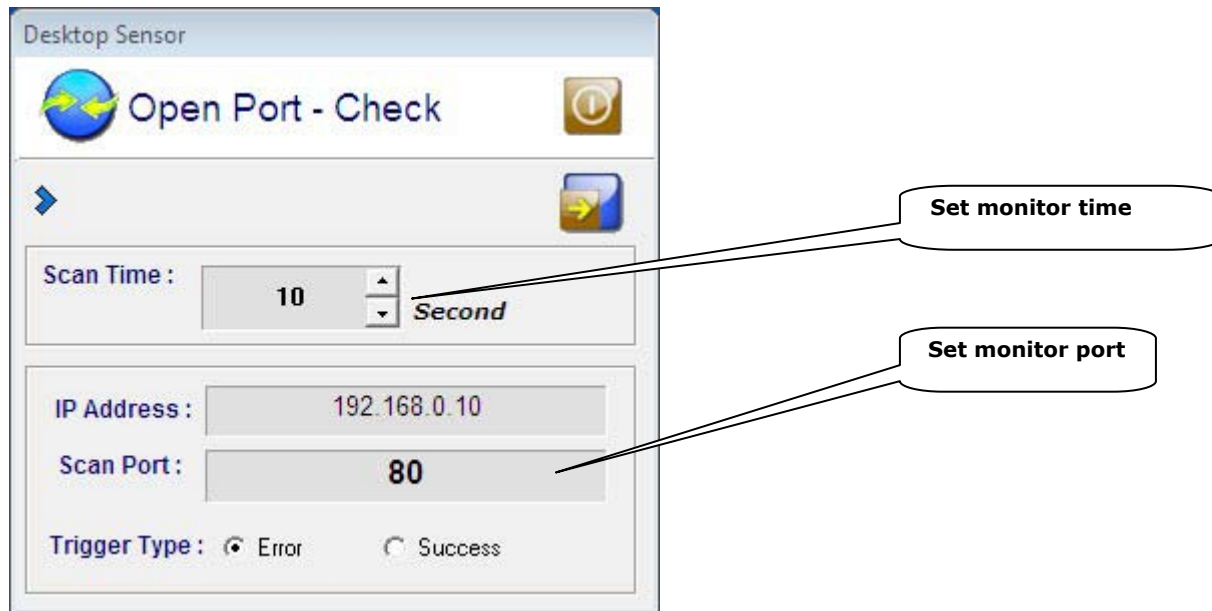 Desktop Sensor
Open Port - Check
Set monitor time
Scan Time :
10
Second
Set monitor port
IP Address :
192.168.0.10
Scan Port :
80
Trigger Type :
Error
Success